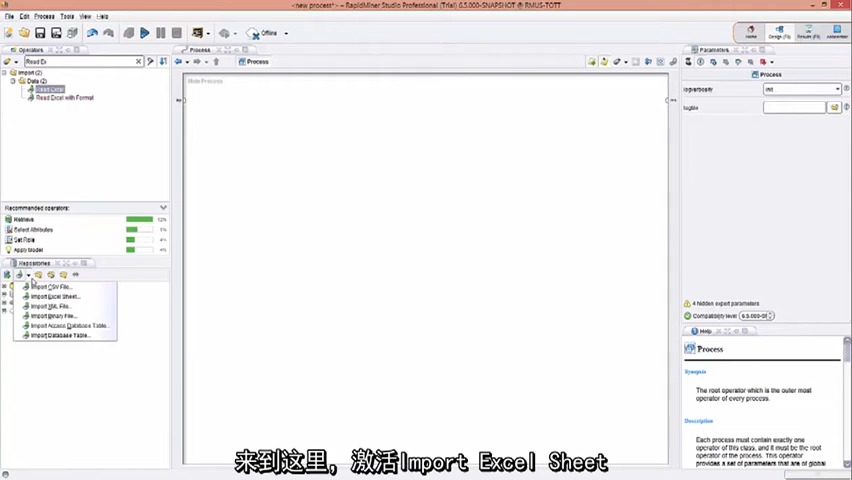 <new process*> – RapidMiner Studio Professional (Trial) 6.5.000-SNAPSHOT @ RMUS-TOTT
File Edit Process Tools View Help
Offline
Home Design (F8) Results (F9)
Operators
Read Ex
Import (2)
Data (2)
Read Excel
Read Excel with Format
Recommended operators:
Retrieve
Select Attributes
Set Role
Apply Model
Repositories
Import CSV File...
Import Excel Sheet...
Import XML File...
Import Binary File...
Import Access Database Table...
Import Database Table...
Process
Process
Main Process
Parameters
Process
logverbosity
init
logfile
4 hidden expert parameters
Compatibility level
Help
Process
Synopsis
The root operator which is the outer most
operator of every process.
Description
Each process must contain exactly one
operator of this class, and it must be the root
operator of the process. This operator
provides a set of parameters that are of global
来到这里，激活Import Excel Sheet